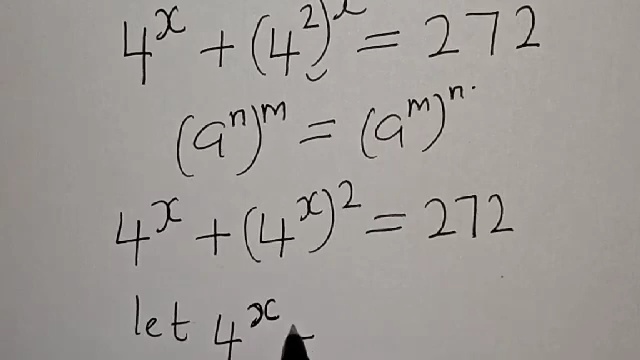 4^x + (4^2)^x = 272
(a^n)^m = (a^m)^n.
4^x + (4^x)^2 = 272
let 4^x